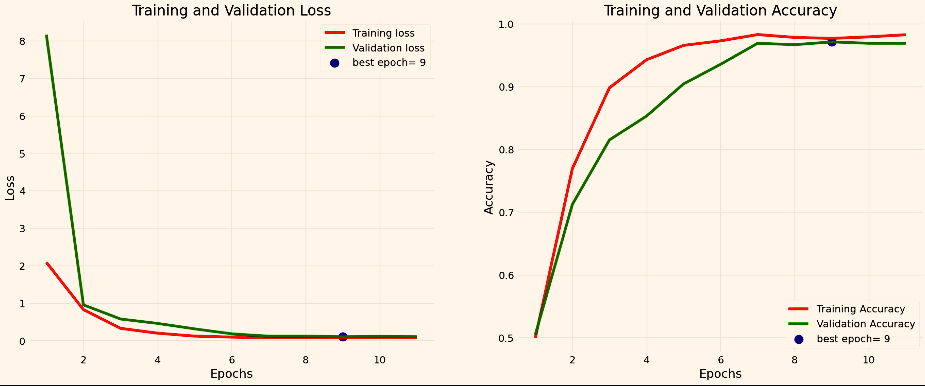 Training and Validation Loss
Training loss
Validation loss
best epoch= 9
8
7
6
5
4
3
2
1
0
Loss
2
4
6
8
10
Epochs
Training and Validation Accuracy
1.0
0.9
0.8
0.7
0.6
0.5
Accuracy
Training Accuracy
Validation Accuracy
best epoch= 9
2
4
6
8
10
Epochs